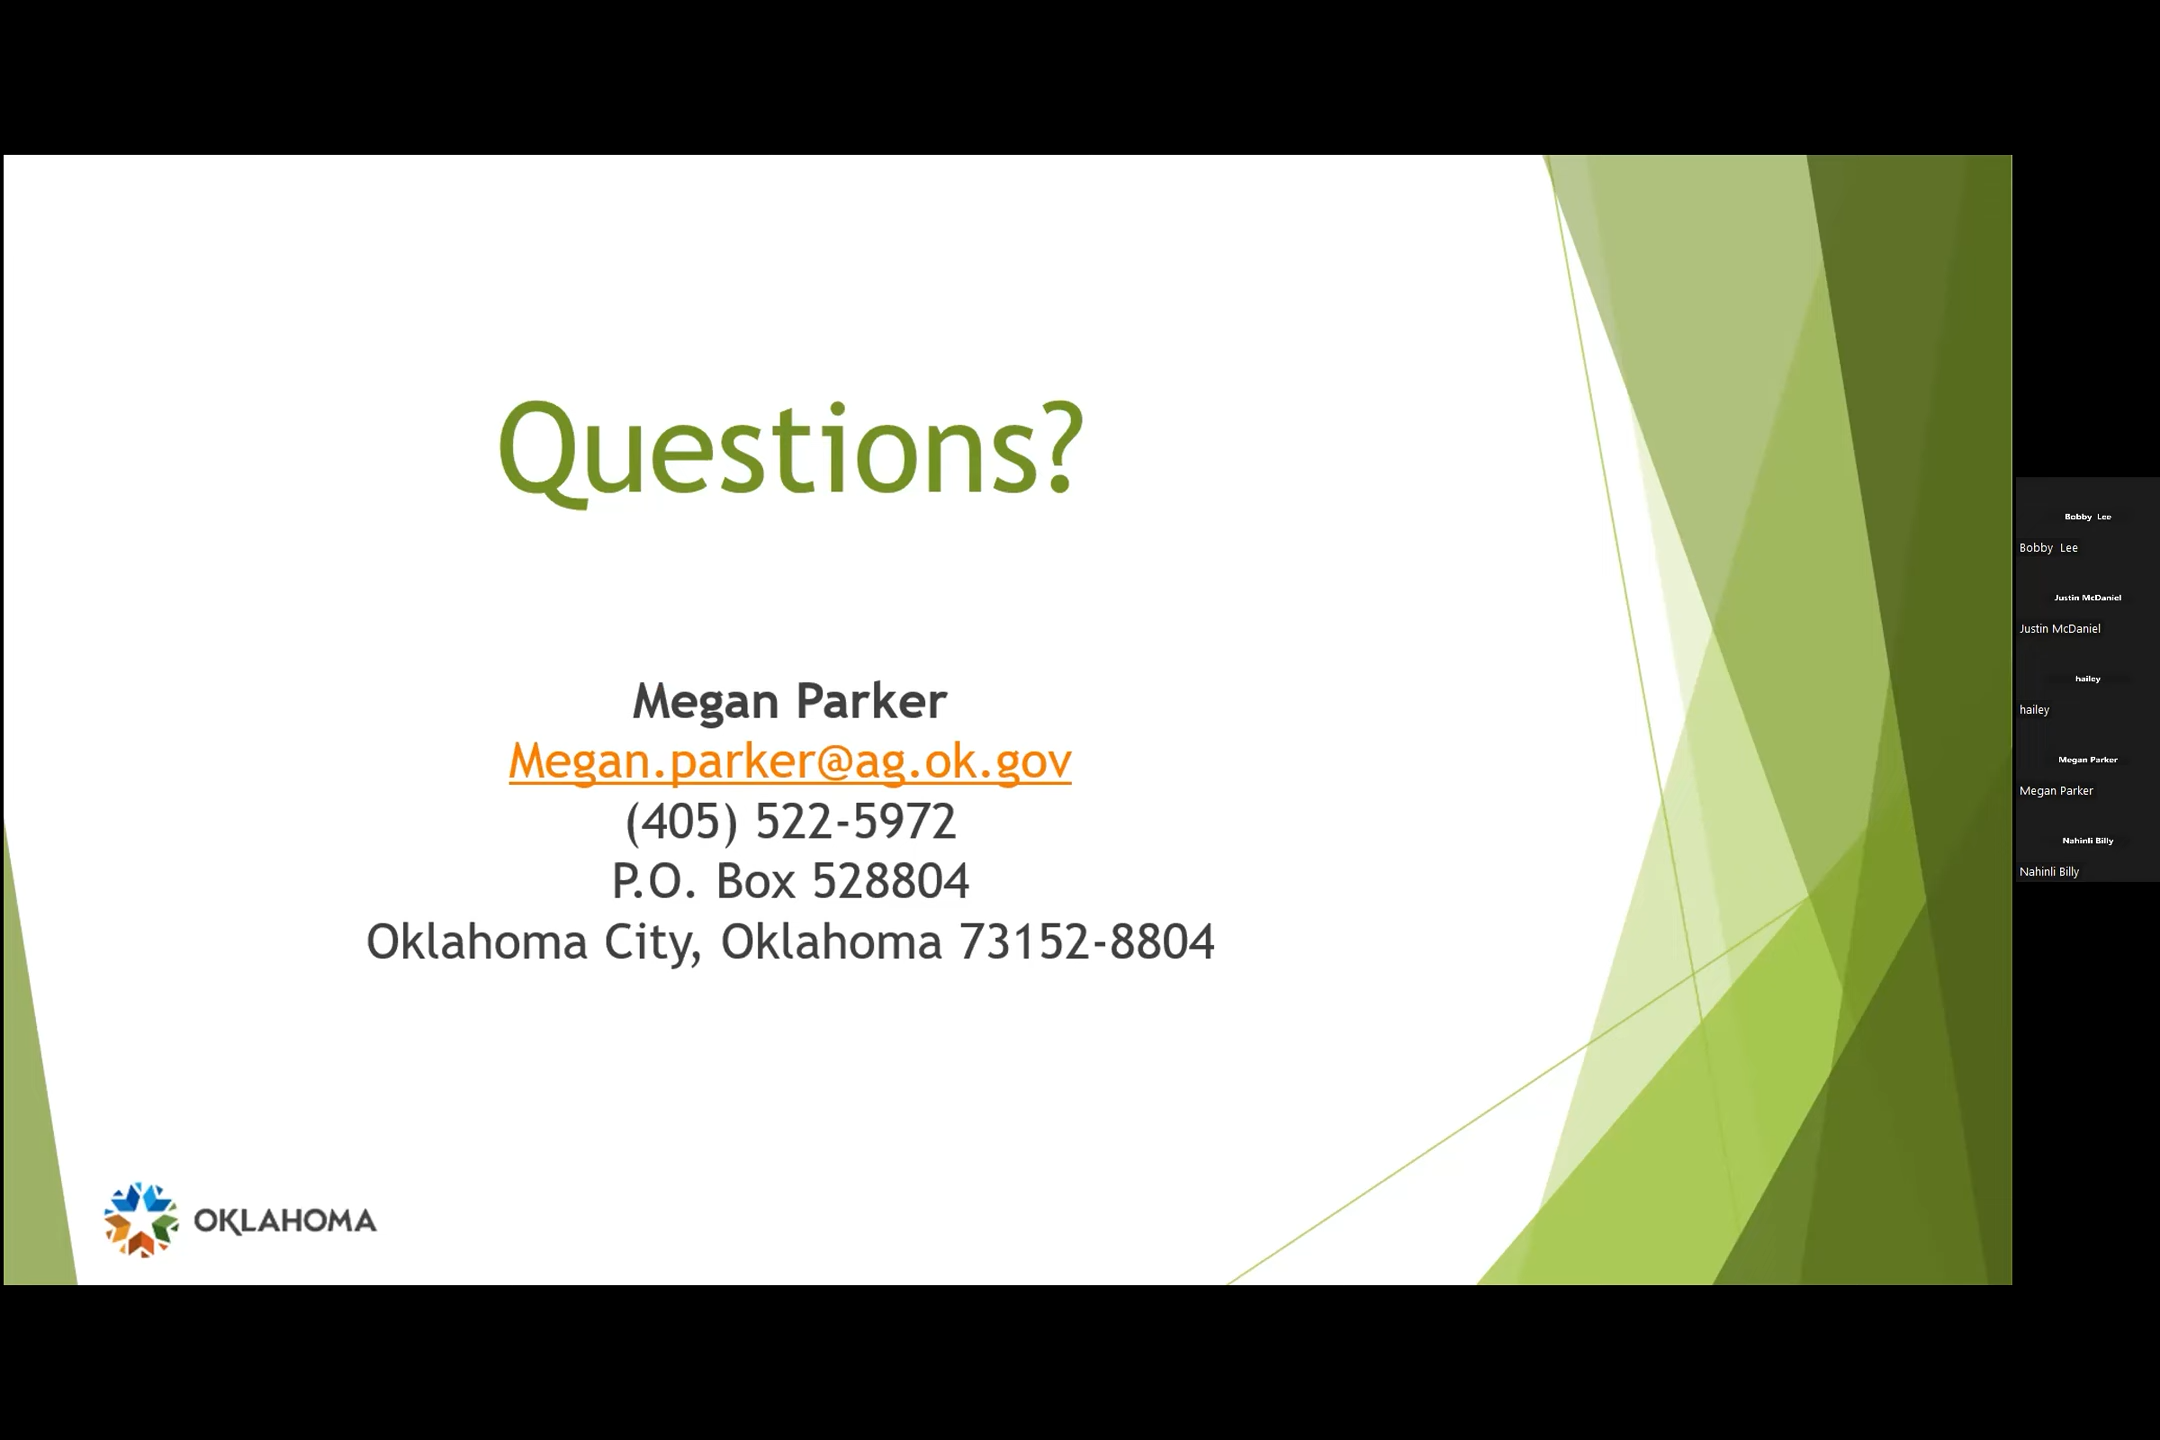 Questions?
Megan Parker
Megan.parker@ag.ok.gov
(405) 522-5972
P.O. Box 528804
Oklahoma City, Oklahoma 73152-8804
OKLAHOMA
Bobby Lee
Bobby Lee
Justin McDaniel
Justin McDaniel
hailey
hailey
Megan Parker
Megan Parker
Nahinli Billy
Nahinli Billy